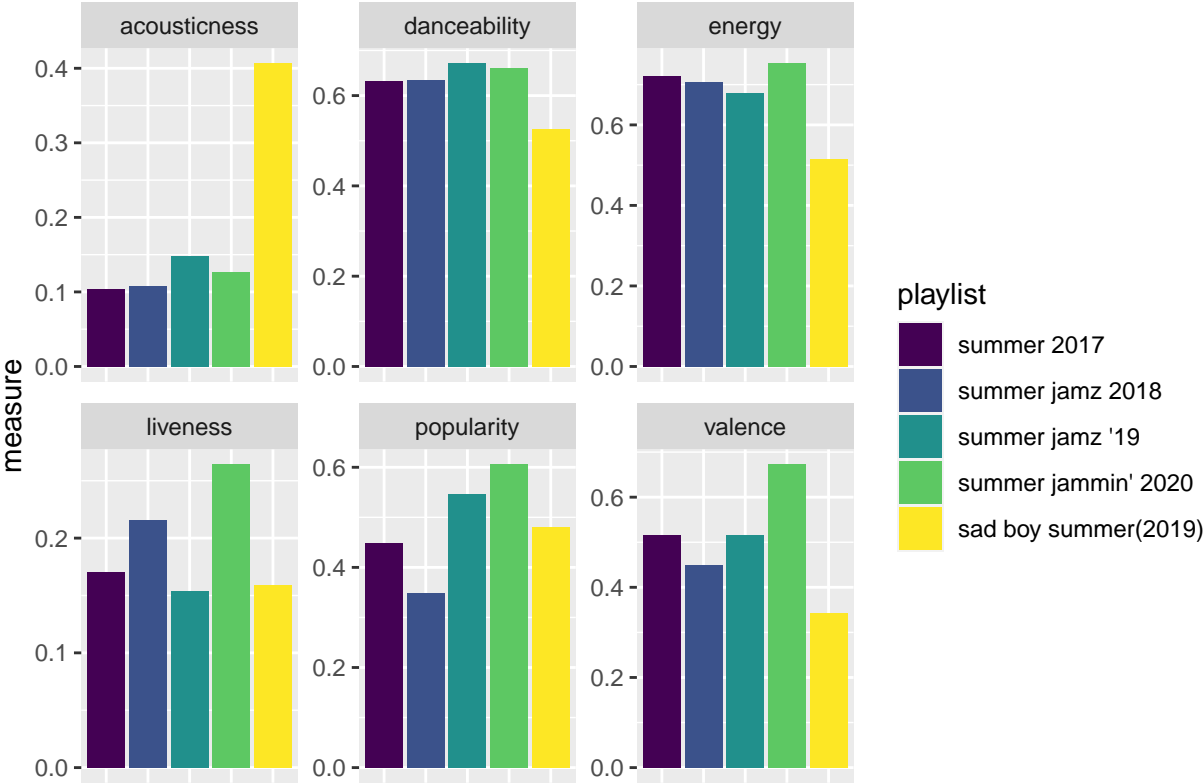 acousticness
danceability
energy
0.4
0.3
0.2
0.1
0.0
0.6
0.4
0.2
0.0
0.6
0.4
0.2
0.0
measure
liveness
popularity
valence
0.2
0.1
0.0
0.6
0.4
0.2
0.0
0.6
0.4
0.2
0.0
playlist
summer 2017
summer jamz 2018
summer jamz '19
summer jammin' 2020
sad boy summer(2019)